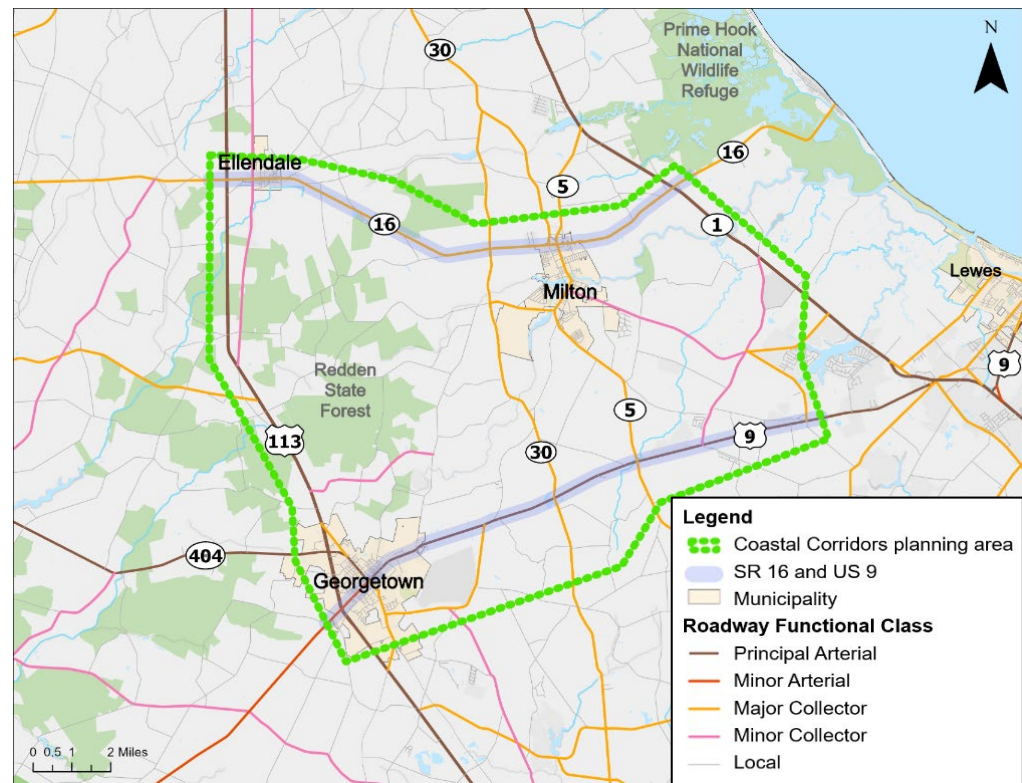 Prime Hook
National
Wildlife
Refuge
N
30
16
Ellendale
5
16
1
Milton
Lewes
9
Redden
State
Forest
5
113
9
30
404
Georgetown
Legend
Coastal Corridors planning area
SR 16 and US 9
Municipality
Roadway Functional Class
Principal Arterial
Minor Arterial
Major Collector
Minor Collector
Local
0 0.5 1 2 Miles